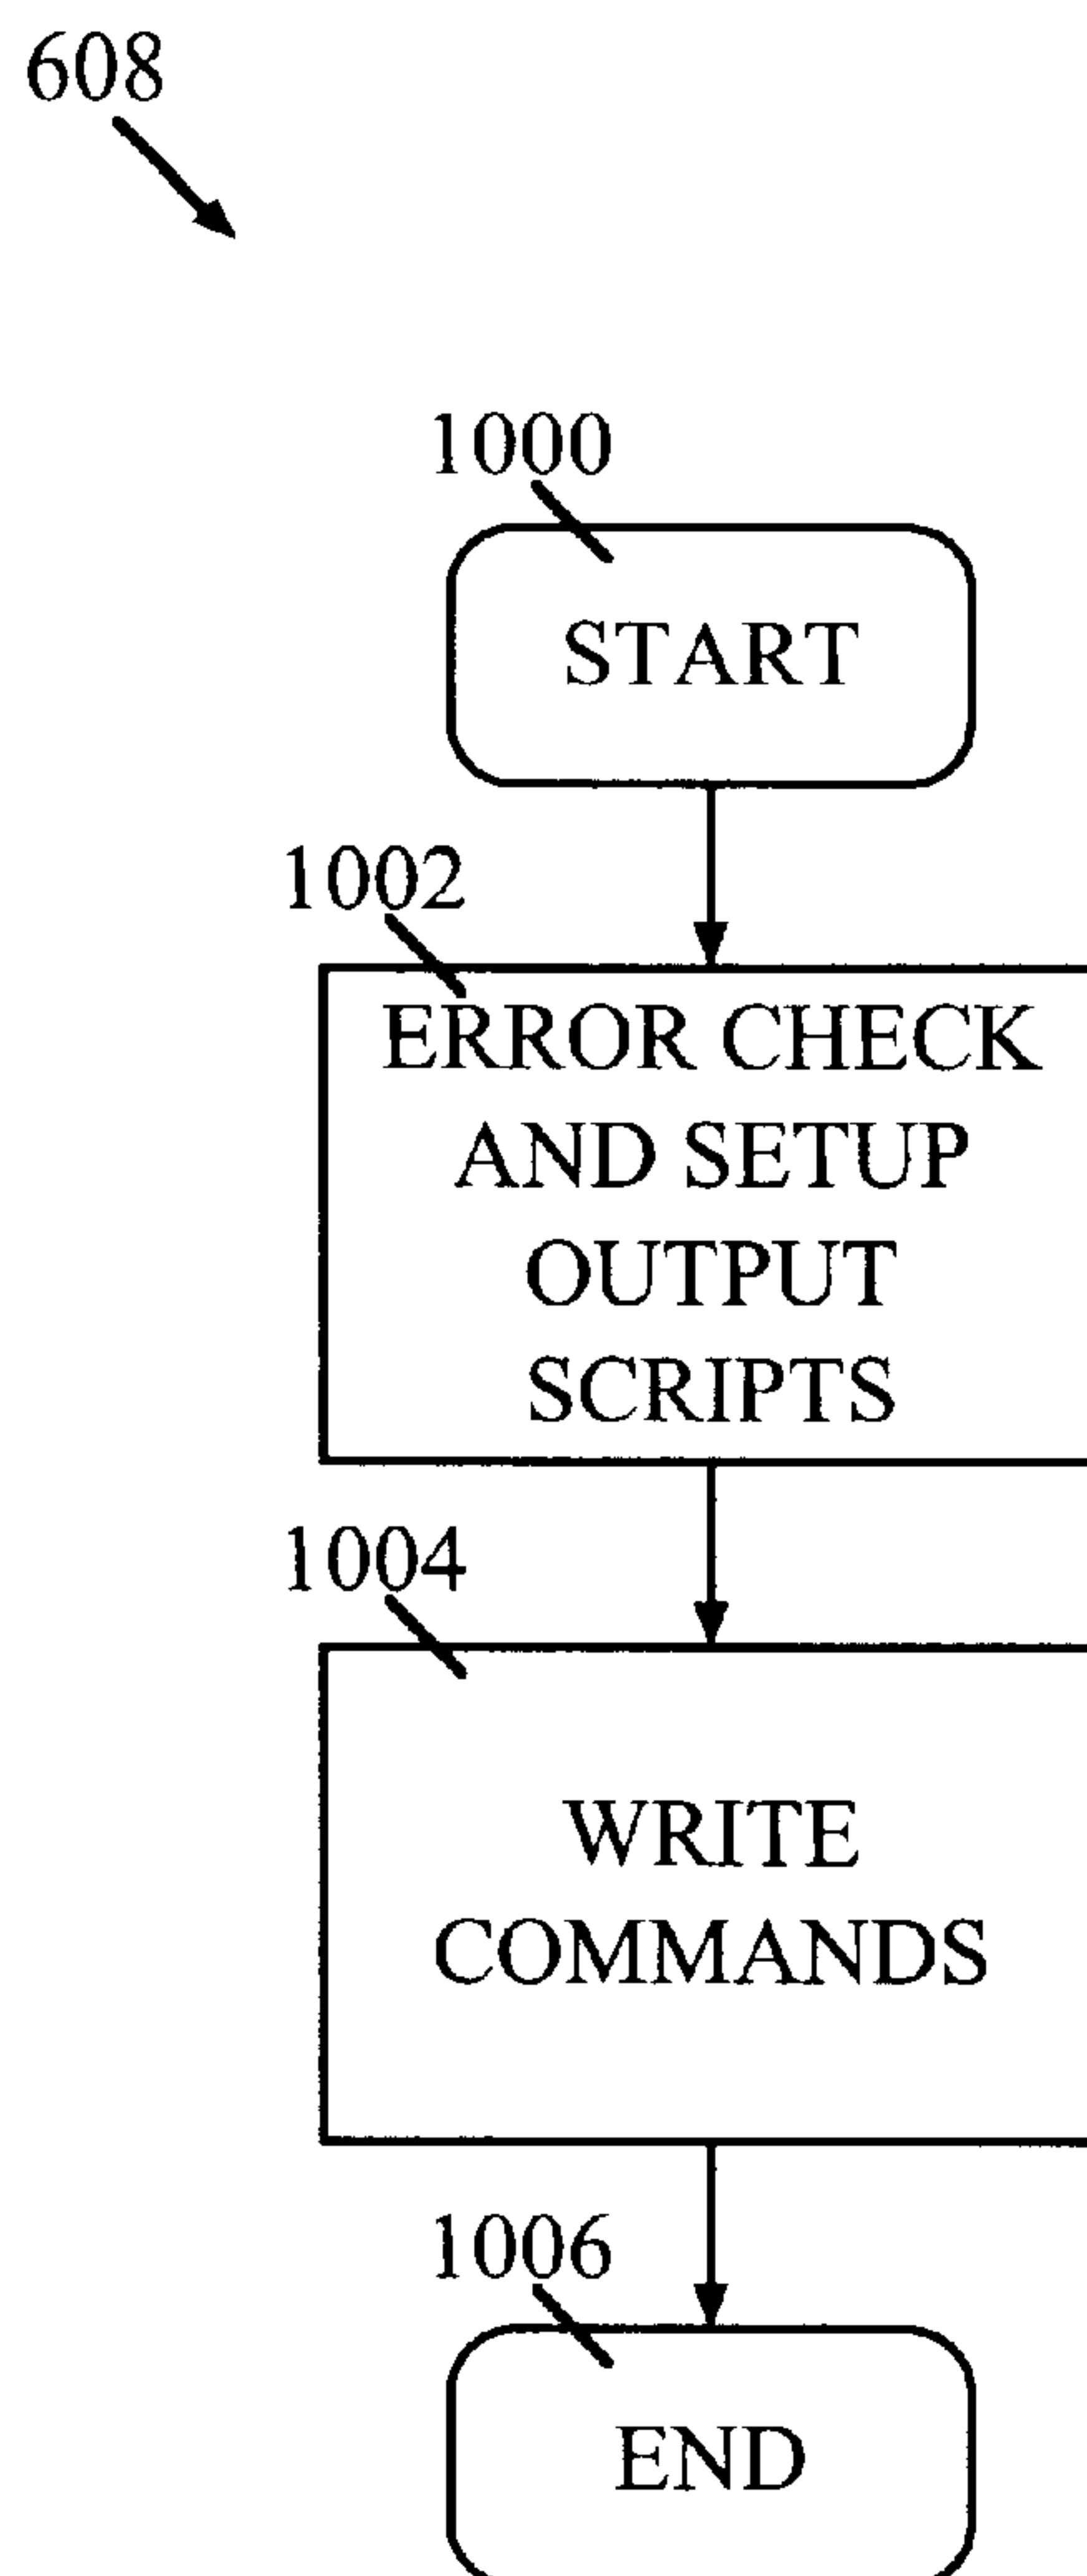 608
1000
START
1002
ERROR CHECK
AND SETUP
OUTPUT
SCRIPTS
1004
WRITE
COMMANDS
1006
END